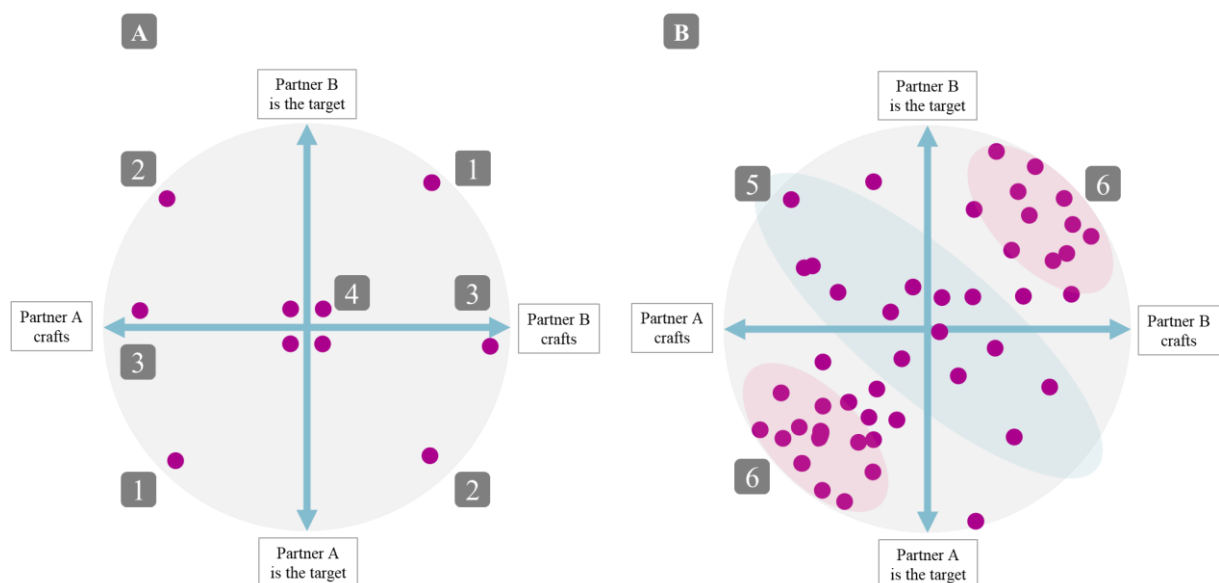 A
B
Partner B
is the target
Partner B
is the target
2
1
5
6
4
3
Partner A
crafts
Partner B
crafts
Partner A
crafts
Partner B
crafts
3
1
2
6
Partner A
is the target
Partner A
is the target